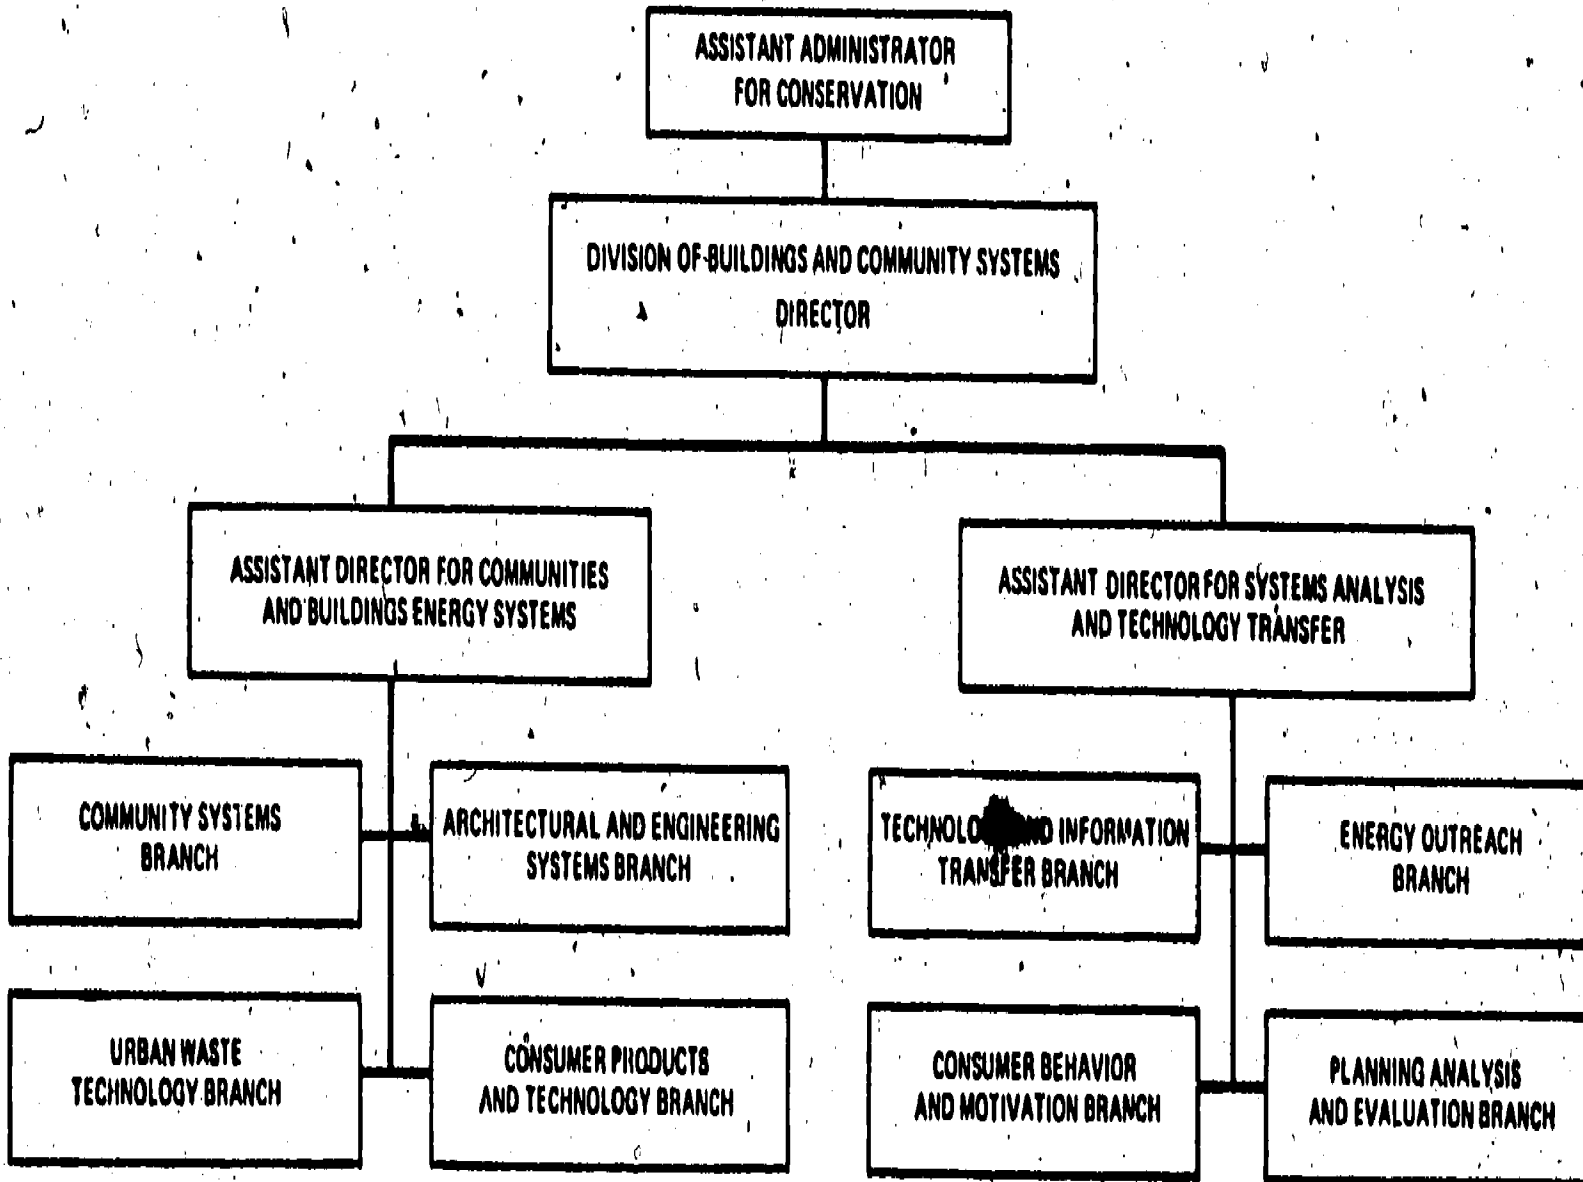 ASSISTANT ADMINISTRATOR
FOR CONSERVATION
DIVISION OF BUILDINGS AND COMMUNITY SYSTEMS
DIRECTOR
ASSISTANT DIRECTOR FOR COMMUNITIES
AND BUILDINGS ENERGY SYSTEMS
ASSISTANT DIRECTOR FOR SYSTEMS ANALYSIS
AND TECHNOLOGY TRANSFER
COMMUNITY SYSTEMS
BRANCH
ARCHITECTURAL AND ENGINEERING
SYSTEMS BRANCH
INFORMATION
TRANSFER BRANCH
ENERGY OUTREACH
BRANCH
URBAN WASTE
TECHNOLOGY BRANCH
CONSUMER PRODUCTS
AND TECHNOLOGY BRANCH
CONSUMER BEHAVIOR
AND MOTIVATION BRANCH
PLANNING ANALYSIS
AND EVALUATION BRANCH